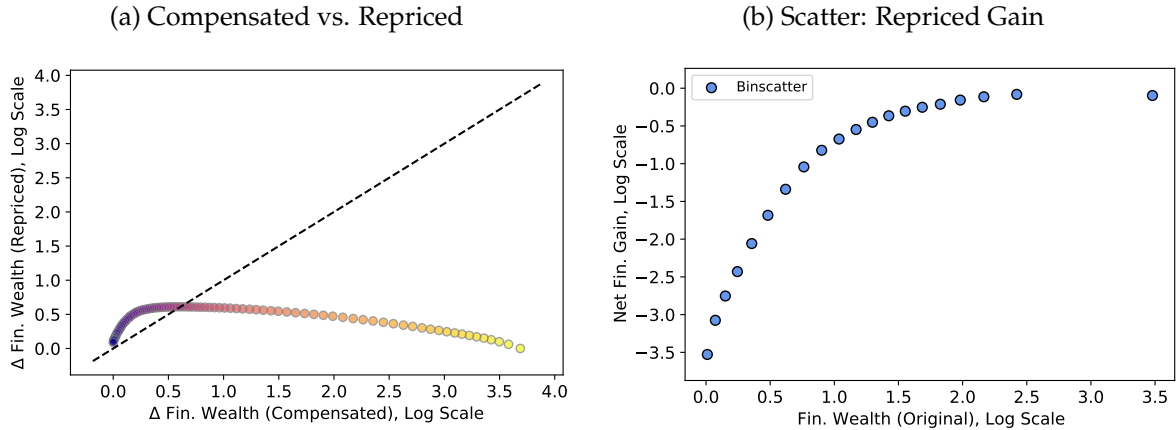 (a) Compensated vs. Repriced
Δ Fin. Wealth (Repriced), Log Scale
4.0
3.5
3.0
2.5
2.0
1.5
1.0
0.5
0.0
0.0 0.5 1.0 1.5 2.0 2.5 3.0 3.5 4.0
Δ Fin. Wealth (Compensated), Log Scale
(b) Scatter: Repriced Gain
Binscatter
Net Fin. Gain, Log Scale
0.0
−0.5
−1.0
−1.5
−2.0
−2.5
−3.0
−3.5
0.0 0.5 1.0 1.5 2.0 2.5 3.0 3.5
Fin. Wealth (Original), Log Scale